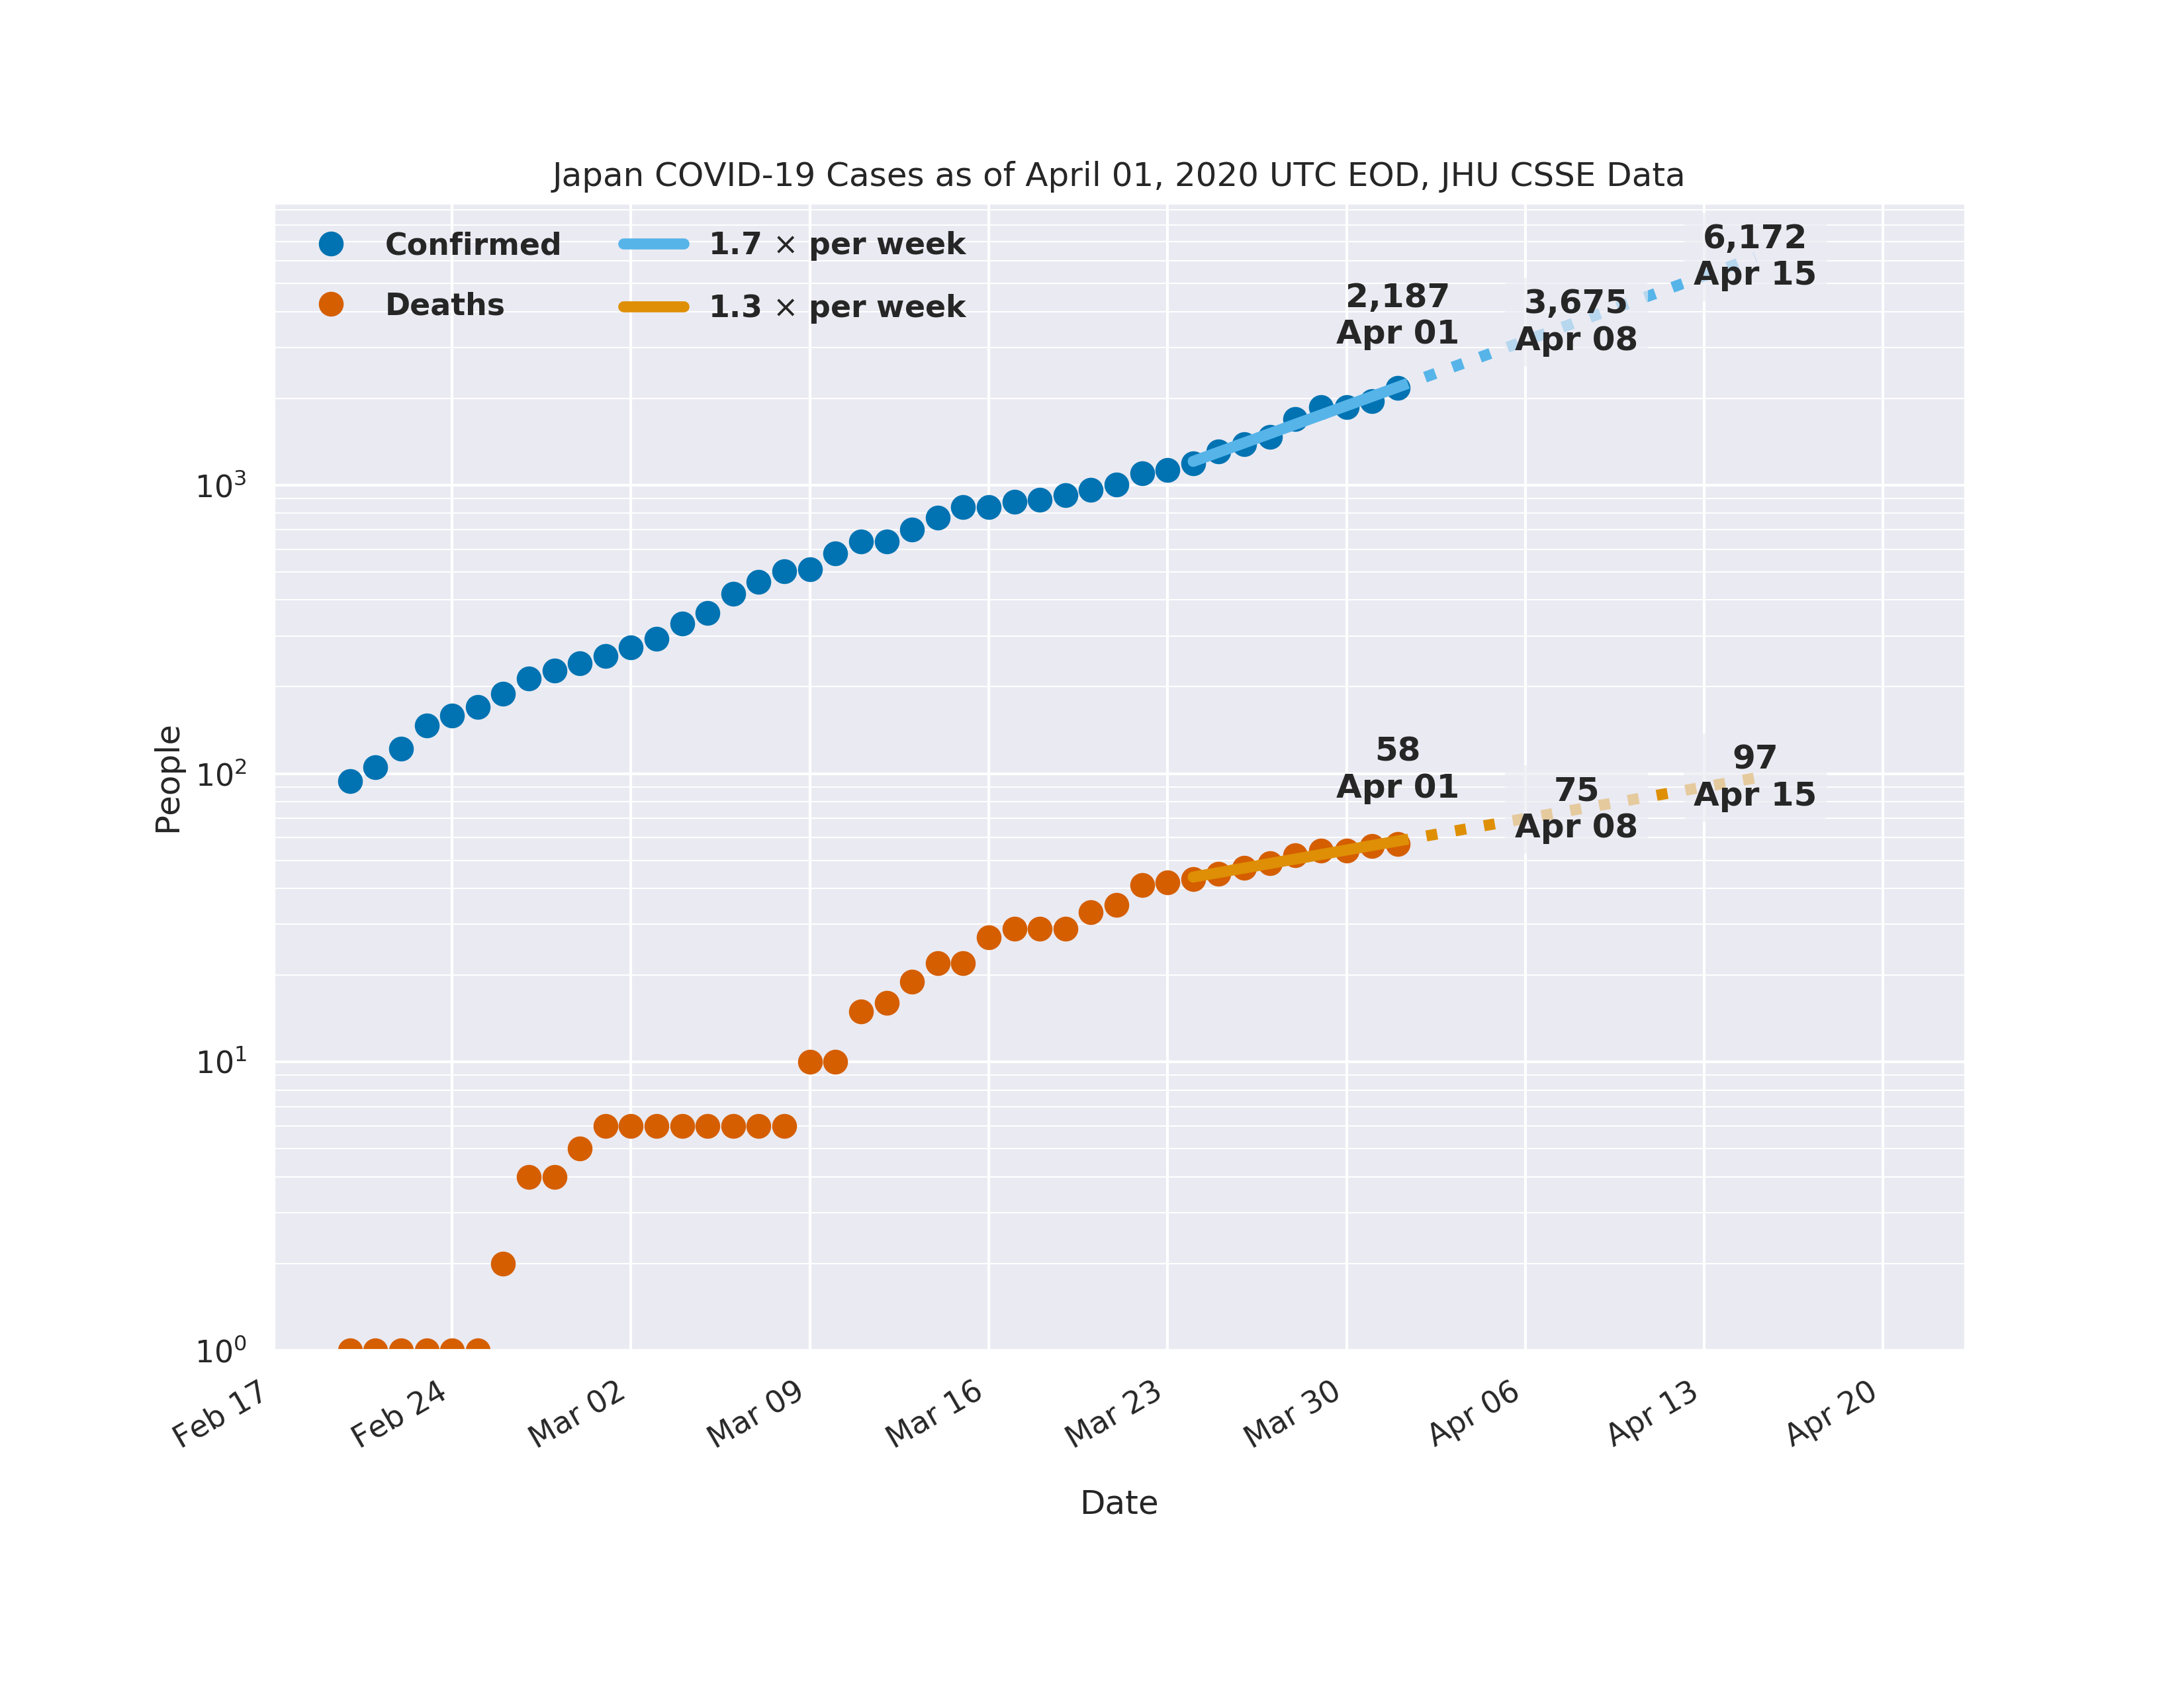 Japan COVID-19 Cases as of April 01, 2020 UTC EOD, JHU CSSE Data
Confirmed
Deaths
1.7 × per week
1.3 × per week
2,187
Apr 01
3,675
Apr 08
6,172
Apr 15
58
Apr 01
75
Apr 08
97
Apr 15
People
10³
10²
10¹
10⁰
Feb 17
Feb 24
Mar 02
Mar 09
Mar 16
Mar 23
Mar 30
Apr 06
Apr 13
Apr 20
Date